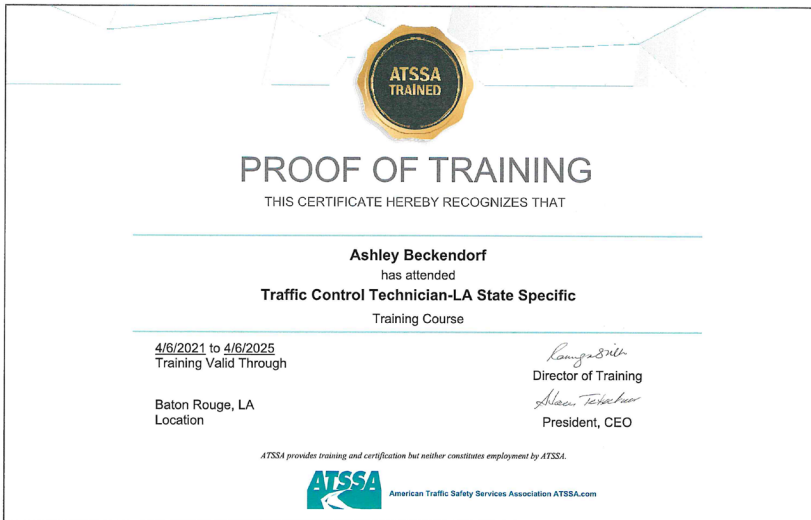 ATSSA
TRAINED
PROOF OF TRAINING
THIS CERTIFICATE HEREBY RECOGNIZES THAT
Ashley Beckendorf
has attended
Traffic Control Technician-LA State Specific
Training Course
4/6/2021 to 4/6/2025
Training Valid Through
Director of Training
Baton Rouge, LA
Location
President, CEO
ATSSA provides training and certification but neither constitutes employment by ATSSA.
ATSSA
American Traffic Safety Services Association ATSSA.com